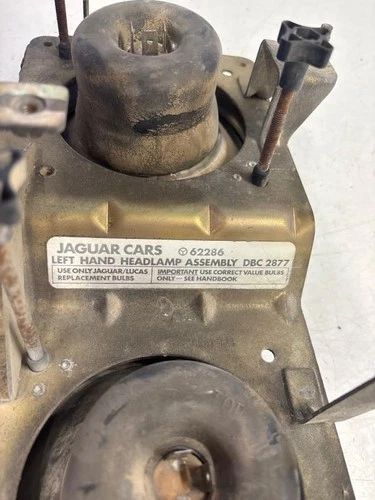 JAGUAR CARS 62286
LEFT HAND HEADLAMP ASSEMBLY DBC 2877
USE ONLY JAGUAR/LUCAS
REPLACEMENT BULBS
IMPORTANT USE CORRECT VALUE BULBS
ONLY — SEE HANDBOOK